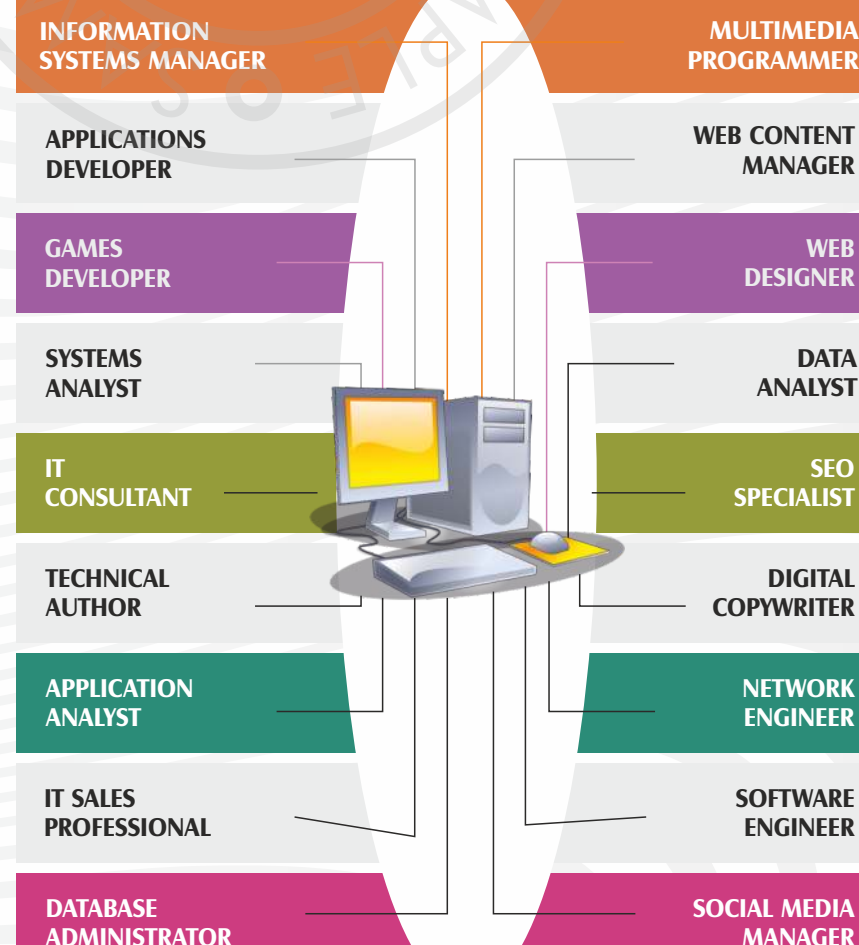 INFORMATION
SYSTEMS MANAGER
MULTIMEDIA
PROGRAMMER
APPLICATIONS
DEVELOPER
WEB CONTENT
MANAGER
GAMES
DEVELOPER
WEB
DESIGNER
SYSTEMS
ANALYST
DATA
ANALYST
IT
CONSULTANT
SEO
SPECIALIST
TECHNICAL
AUTHOR
DIGITAL
COPYWRITER
APPLICATION
ANALYST
NETWORK
ENGINEER
IT SALES
PROFESSIONAL
SOFTWARE
ENGINEER
DATABASE
ADMINISTRATOR
SOCIAL MEDIA
MANAGER